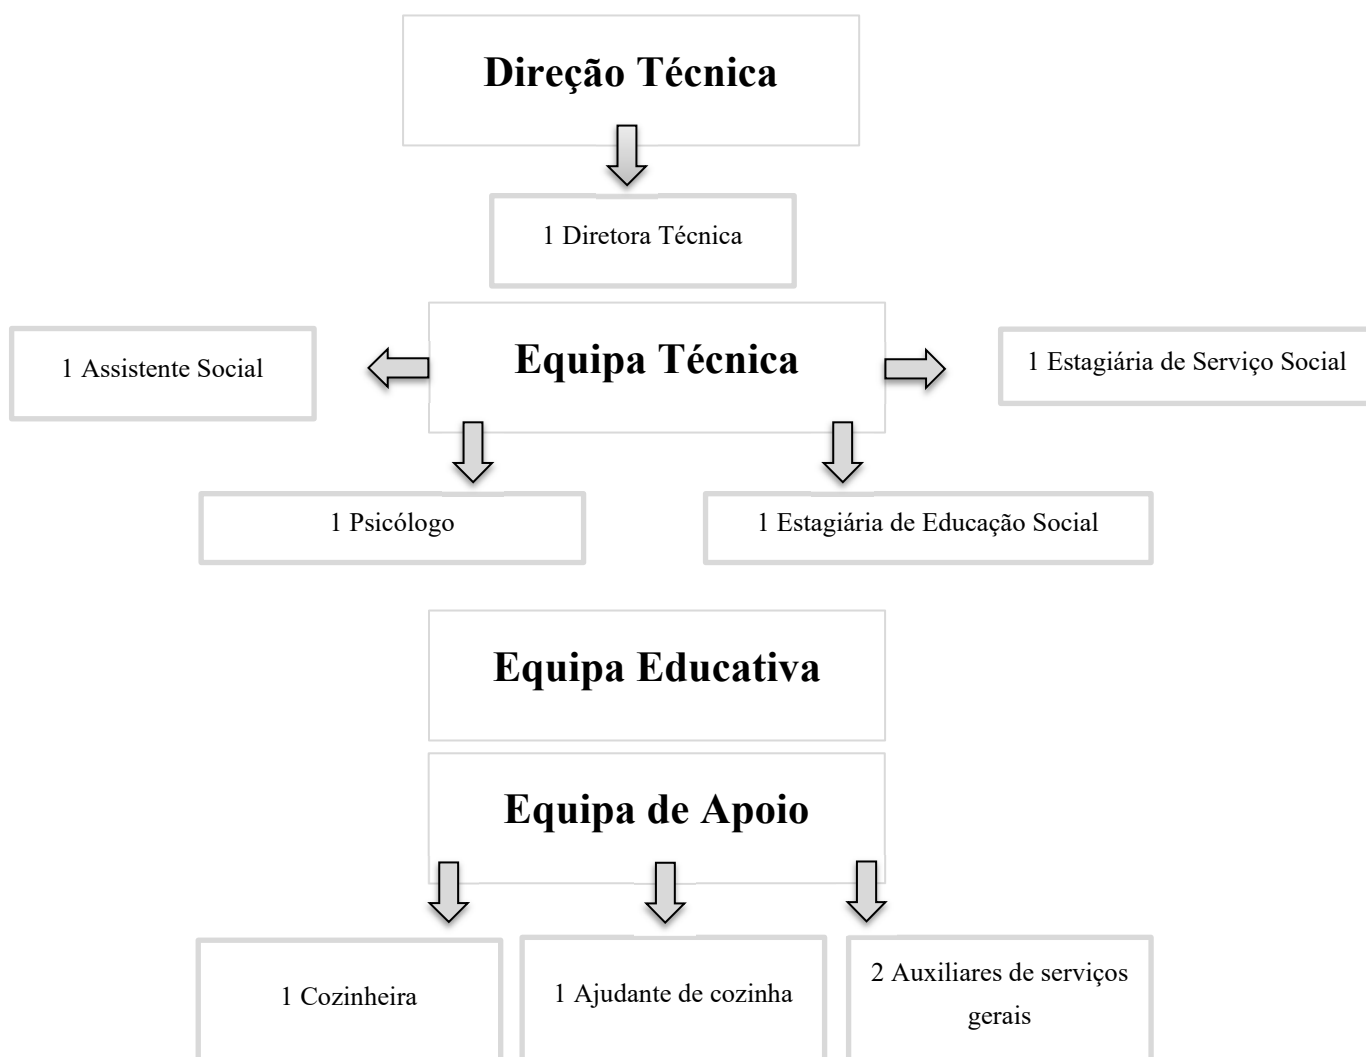 Direção Técnica
1 Diretora Técnica
Equipa Técnica
1 Assistente Social
1 Estagiária de Serviço Social
1 Psicólogo
1 Estagiária de Educação Social
Equipa Educativa
Equipa de Apoio
1 Cozinheira
1 Ajudante de cozinha
2 Auxiliares de serviços
gerais